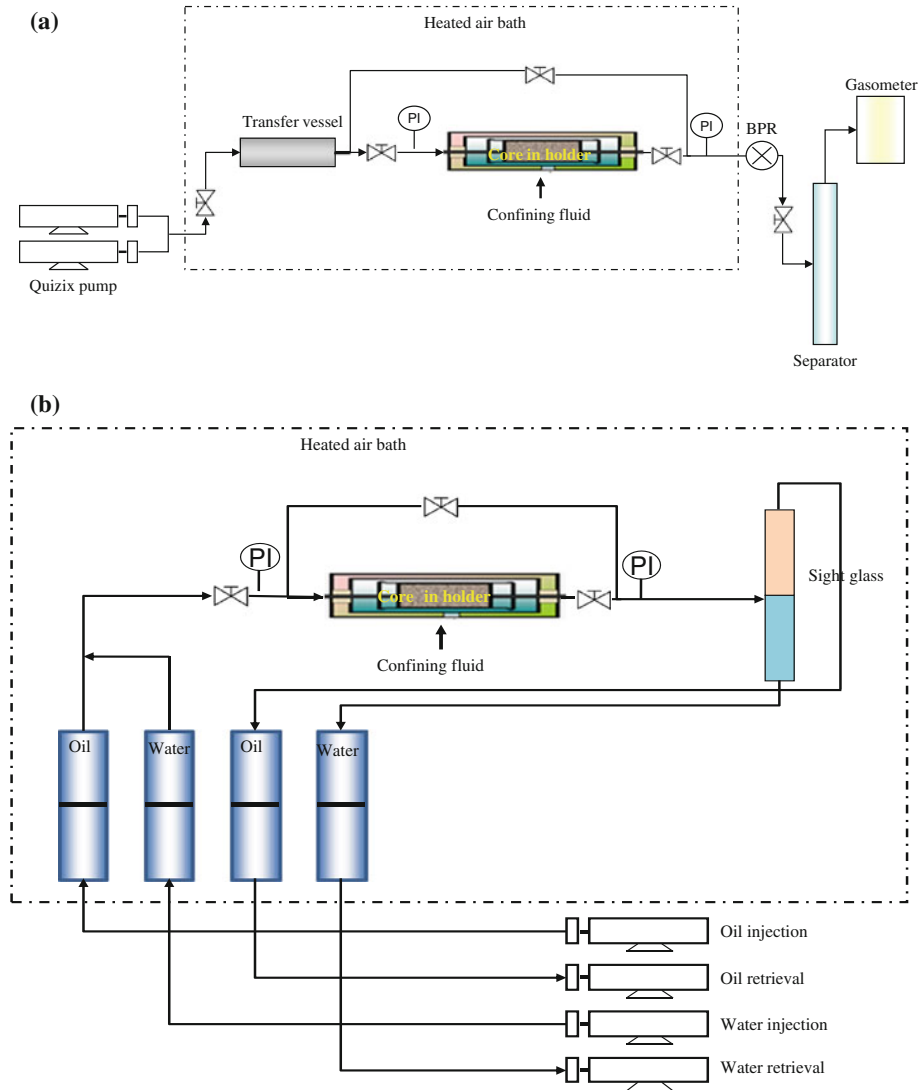 (a)
Heated air bath
Gasometer
Transfer vessel
PI
PI
BPR
Core in holder
Confining fluid
Quizix pump
Separator
(b)
Heated air bath
PI
PI
Sight glass
Core in holder
Confining fluid
Oil
Water
Oil
Water
Oil injection
Oil retrieval
Water injection
Water retrieval